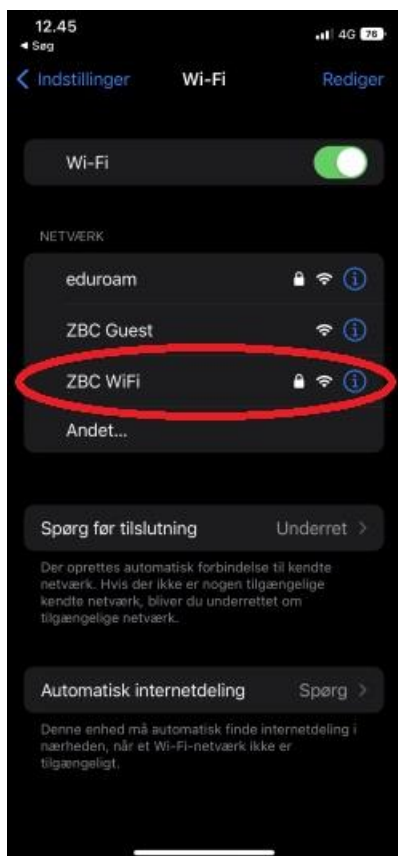 12.45
4G 76
◀ Søg
Indstillinger Wi-Fi Rediger
Wi-Fi
NETVÆRK
eduroam
ZBC Guest
ZBC WiFi
Andet...
Spørg før tilslutning Underret
Der oprettes automatisk forbindelse til kendte
netværk. Hvis der ikke er nogen tilgængelige
kendte netværk, bliver du underrettet om
tilgængelige netværk.
Automatisk internetdeling Spørg
Denne enhed må automatisk finde internetdeling i
nærheden, når et Wi-Fi-netværk ikke er
tilgængeligt.